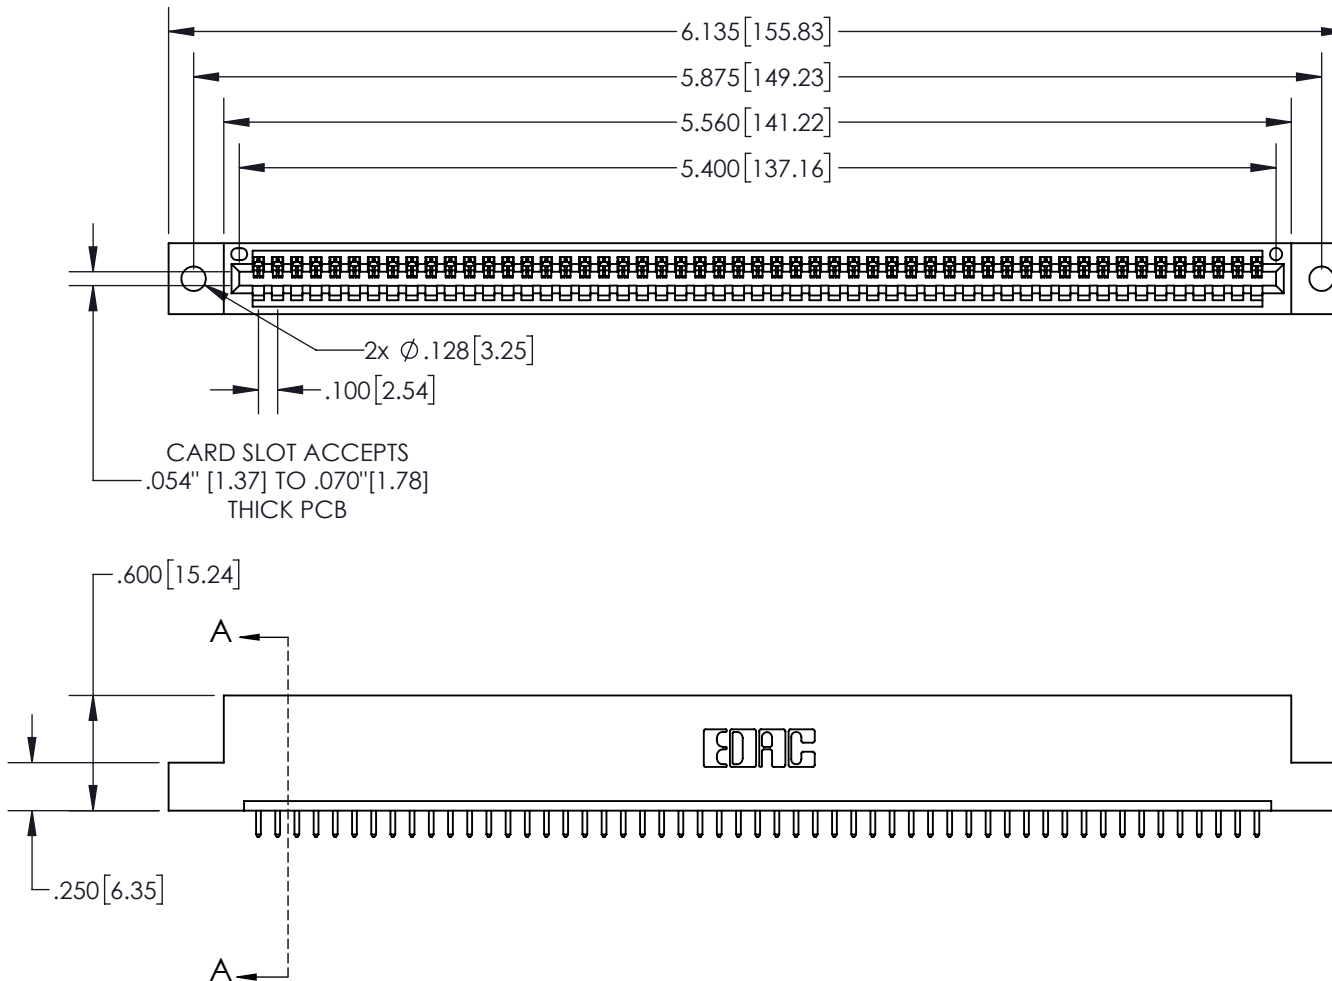 6.135[155.83]
5.875[149.23]
5.560[141.22]
5.400[137.16]
2x Ø.128[3.25]
.100[2.54]
CARD SLOT ACCEPTS
.054" [1.37] TO .070"[1.78]
THICK PCB
.600[15.24]
A
EDAC
.250[6.35]
A